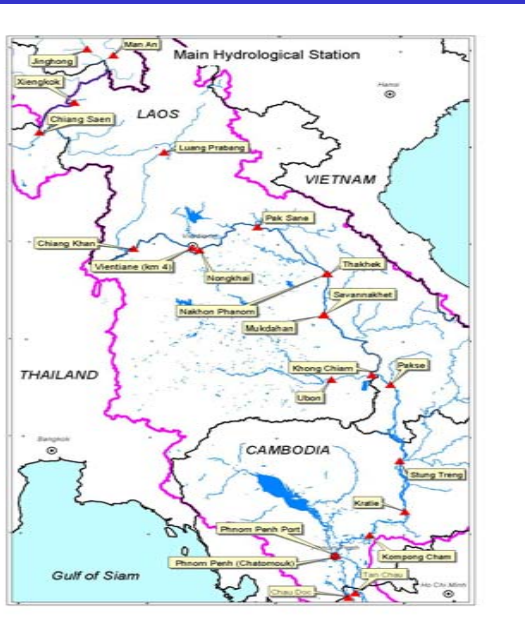 Main Hydrological Station
Man An
Jinghong
Xiengkok
Chiang Saen
LAOS
Hanoi
Luang Prabang
VIETNAM
Pak Sane
Chiang Khan
Vientiane
Vientiane (km 4)
Nongkhai
Thakhek
Nakhon Phanom
Savannakhet
Mukdahan
THAILAND
Khong Chiam
Pakse
Ubon
Bangkok
CAMBODIA
Stung Treng
Kratie
Phnom Penh Port
Kompong Cham
Phnom Penh (Chatomouk)
Tan Chau
Gulf of Siam
Chau Doc
Ho Chi Minh